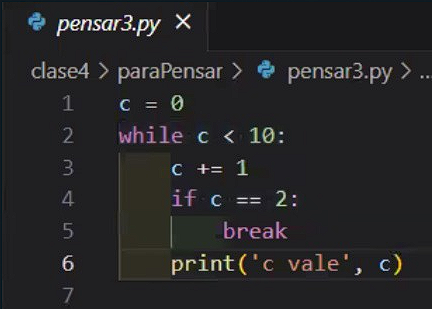 pensar3.py ×
clase4 > paraPensar > pensar3.py > ...
1 c = 0
2 while c < 10:
3 c += 1
4 if c == 2:
5 break
6 print('c vale', c)
7